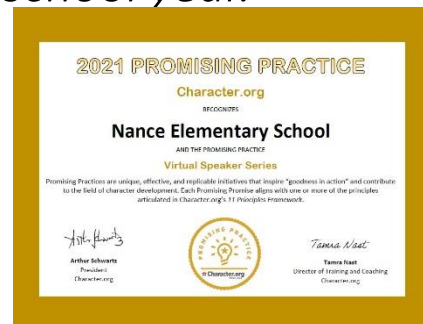 school year.
2021 PROMISING PRACTICE
Character.org
RECOGNIZES
Nance Elementary School
AND THE PROMISING PRACTICE
Virtual Speaker Series
Promising Practices are unique, effective, and replicable initiatives that inspire "goodness in action" and contribute
to the field of character development. Each Promising Promise aligns with one or more of the principles
articulated in Character.org's 11 Principles Framework.
Arthur Schwartz
President
Character.org
PROMISING PRACTICE
Character.org
Tamra Nast
Tamra Nast
Director of Training and Coaching
Character.org